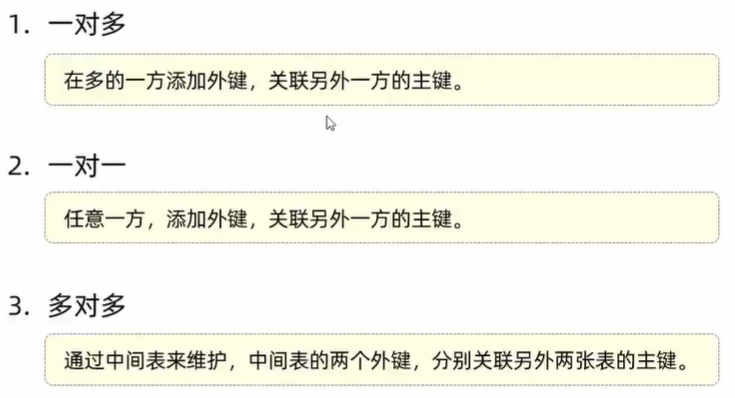 1. 一对多
在多的一方添加外键，关联另外一方的主键。
2. 一对一
任意一方，添加外键，关联另外一方的主键。
3. 多对多
通过中间表来维护，中间表的两个外键，分别关联另外两张表的主键。